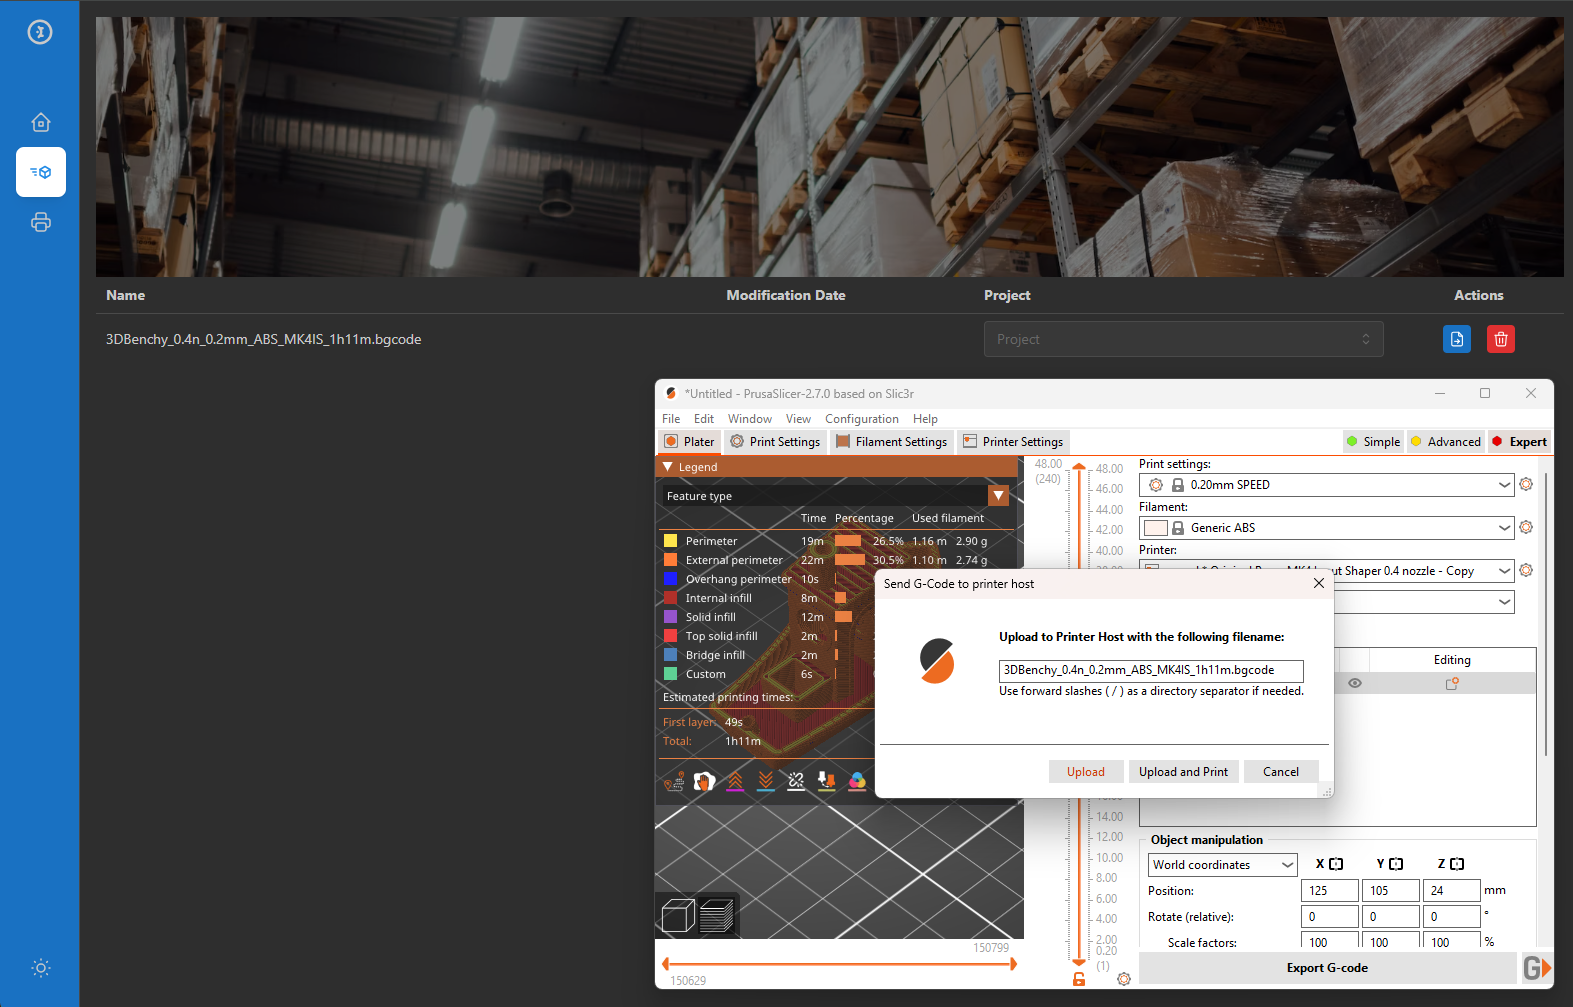 Name Modification Date Project Actions
3DBenchy_0.4n_0.2mm_ABS_MK4IS_1h11m.bgcode Project
*Untitled - PrusaSlicer-2.7.0 based on Slic3r
File Edit Window View Configuration Help
Plater Print Settings Filament Settings Printer Settings Simple Advanced Expert
Legend
Feature type
Time Percentage Used filament
Perimeter 19m 26.5% 1.16 m 2.90 g
External perimeter 22m 30.5% 1.10 m 2.74 g
Overhang perimeter 10s
Internal infill 8m
Solid infill 12m
Top solid infill 2m
Bridge infill 2m
Custom 6s
Estimated printing times:
First layer: 49s
Total: 1h11m
150799
150629
48.00
(240)
48.00
46.00
44.00
42.00
40.00
14.00
12.00
10.00
8.00
6.00
4.00
2.00
0.20
(1)
Print settings:
0.20mm SPEED
Filament:
Generic ABS
Printer:
Shaper 0.4 nozzle - Copy
Editing
Send G-Code to printer host
Upload to Printer Host with the following filename:
3DBenchy_0.4n_0.2mm_ABS_MK4IS_1h11m.bgcode
Use forward slashes ( / ) as a directory separator if needed.
Upload Upload and Print Cancel
Object manipulation
World coordinates X Y Z
Position: 125 105 24 mm
Rotate (relative): 0 0 0 °
Scale factors: 100 100 100 %
Export G-code
G